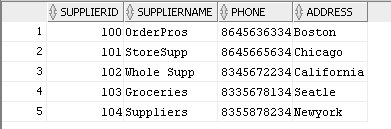 SUPPLIERID SUPPLIERNAME PHONE ADDRESS
1 100 OrderPros 8645636334 Boston
2 101 StoreSupp 8645665634 Chicago
3 102 Whole Supp 8345672234 California
4 103 Groceries 8335678134 Seatle
5 104 Suppliers 8355878234 Newyork